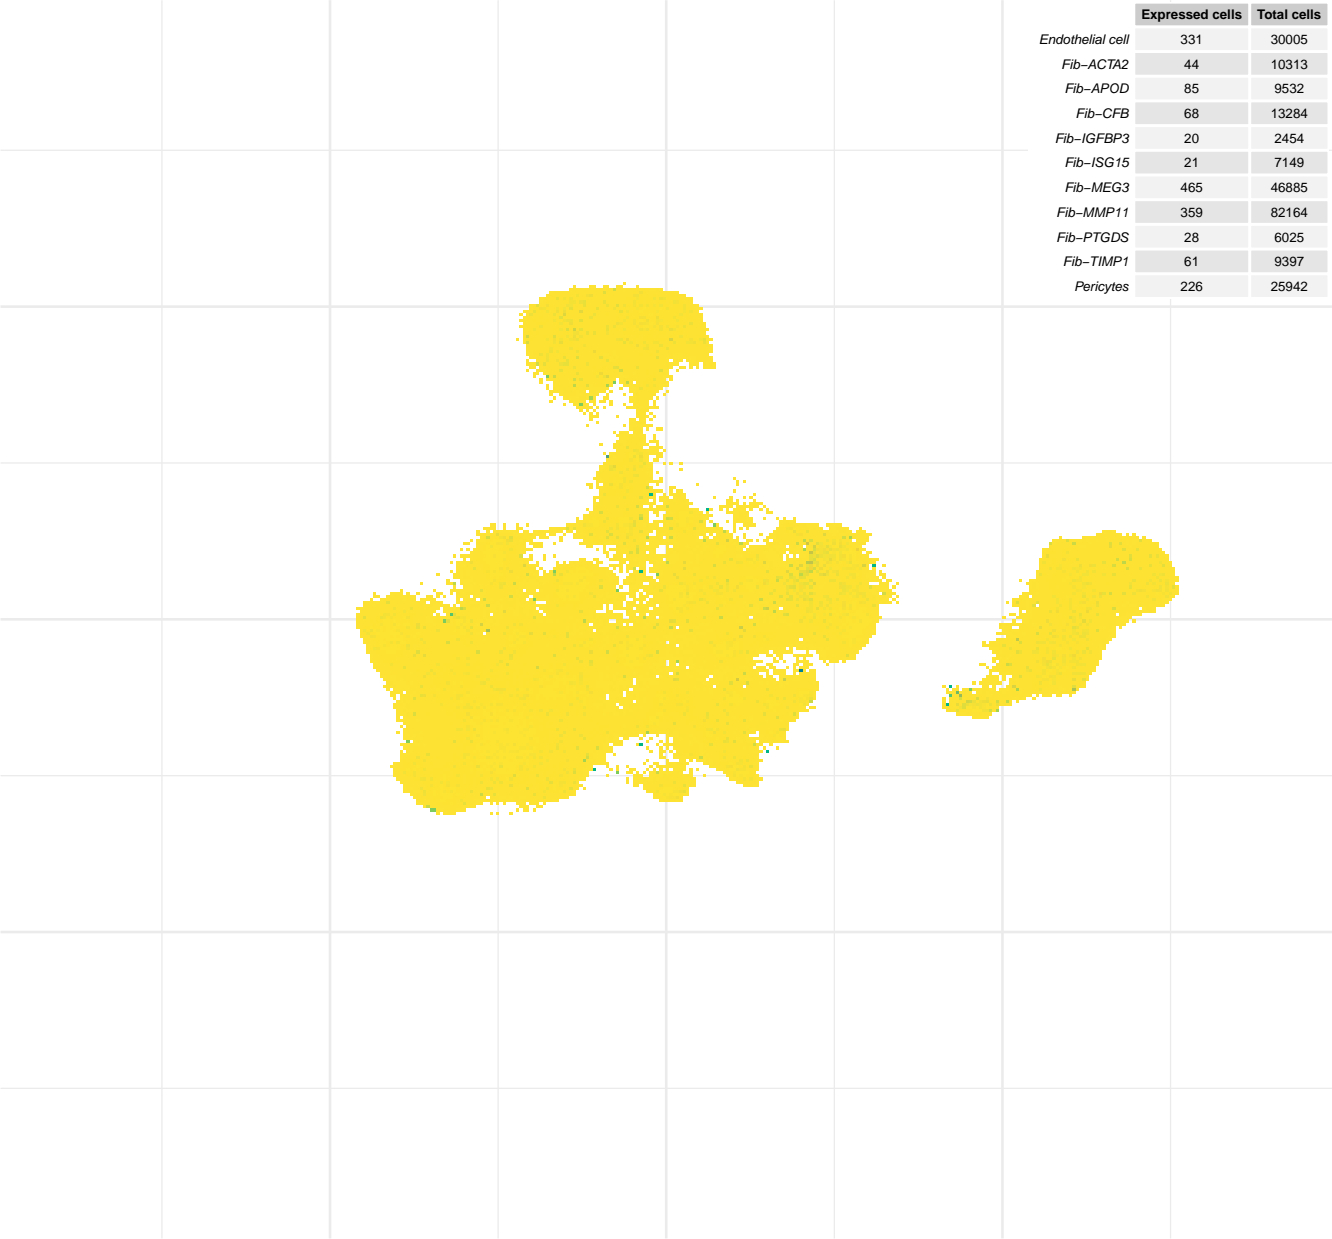 Expressed cells Total cells
Endothelial cell 331 30005
Fib−ACTA2 44 10313
Fib−APOD 85 9532
Fib−CFB 68 13284
Fib−IGFBP3 20 2454
Fib−ISG15 21 7149
Fib−MEG3 465 46885
Fib−MMP11 359 82164
Fib−PTGDS 28 6025
Fib−TIMP1 61 9397
Pericytes 226 25942